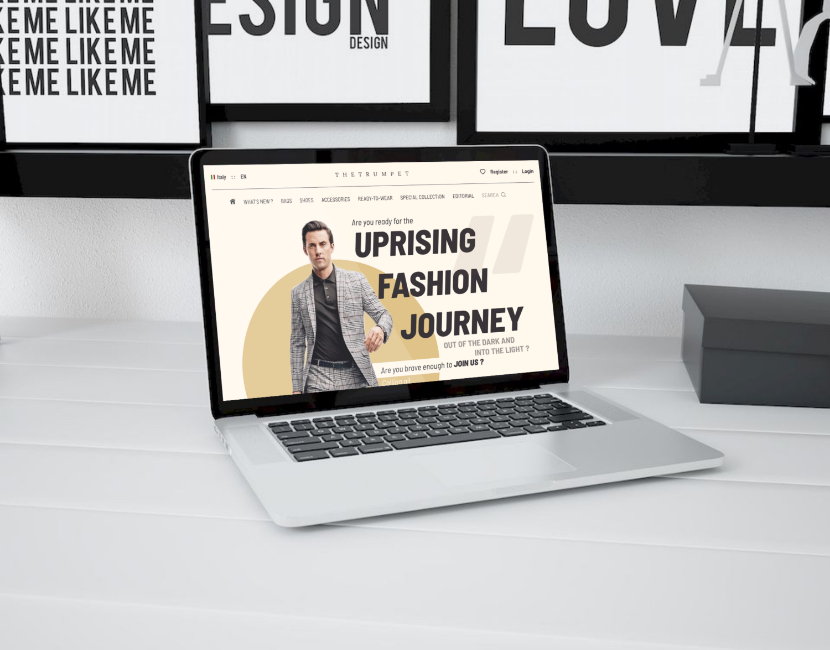 LIKE ME
KE ME LIKE ME
KE ME LIKE ME
KE ME LIKE ME
ESIGN
DESIGN
LOVE
Italy :: EN
THETRUMPET
Register :: Login
WHAT'S NEW ? BAGS SHOES ACCESSORIES READY-TO-WEAR SPECIAL COLLECTION EDITORIAL SEARCH
Are you ready for the
UPRISING
FASHION
JOURNEY
OUT OF THE DARK AND
INTO THE LIGHT ?
Are you brave enough to JOIN US ?